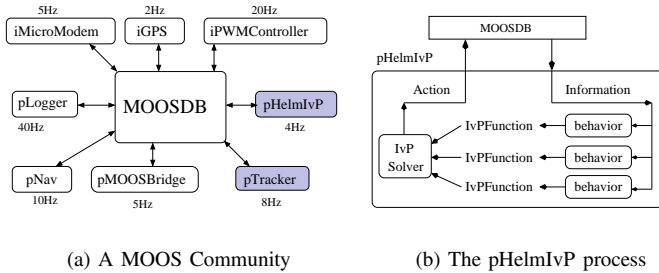 5Hz
2Hz
20Hz
iMicroModem
iGPS
iPWMController
pLogger
40Hz
MOOSDB
pHelmIvP
4Hz
pNav
10Hz
pMOOSBridge
5Hz
pTracker
8Hz
(a) A MOOS Community
MOOSDB
pHelmIvP
Action
Information
IvP
Solver
IvPFunction
behavior
IvPFunction
behavior
IvPFunction
behavior
(b) The pHelmIvP process